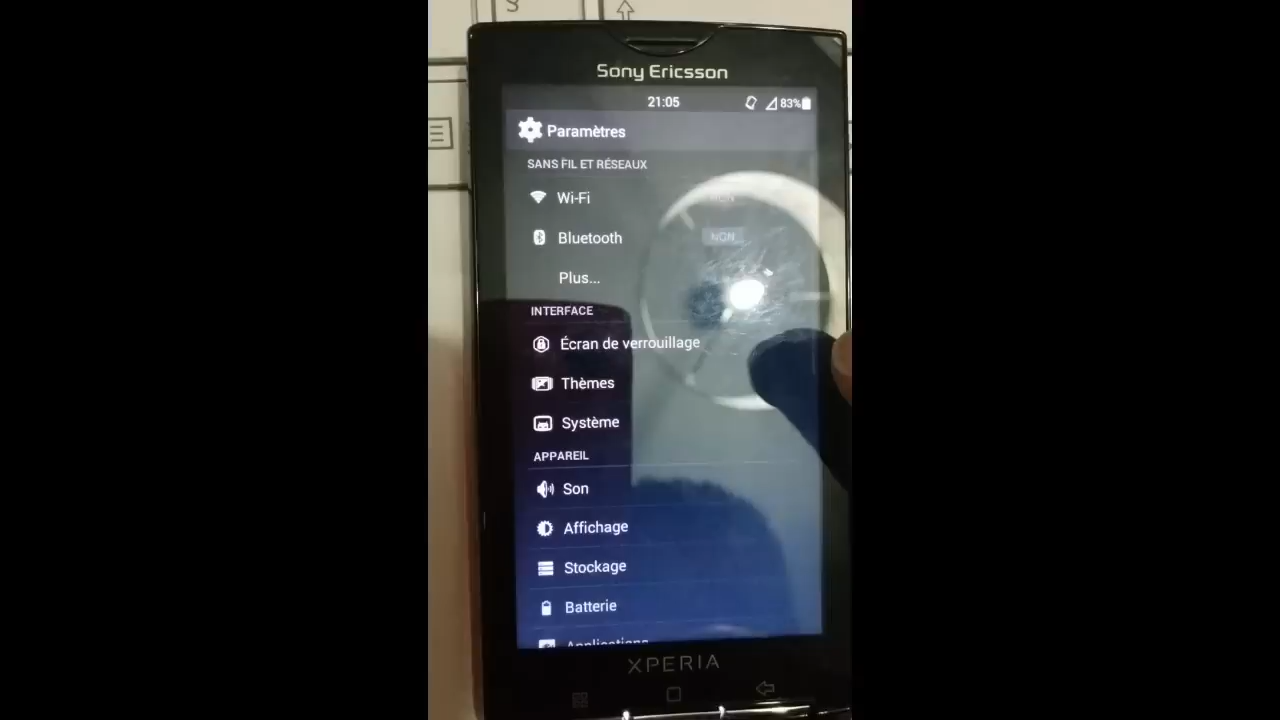 Sony Ericsson
21:05 83%
Paramètres
SANS FIL ET RÉSEAUX
Wi-Fi
Bluetooth NON
Plus...
INTERFACE
Écran de verrouillage
Thèmes
Système
APPAREIL
Son
Affichage
Stockage
Batterie
Applications
XPERIA